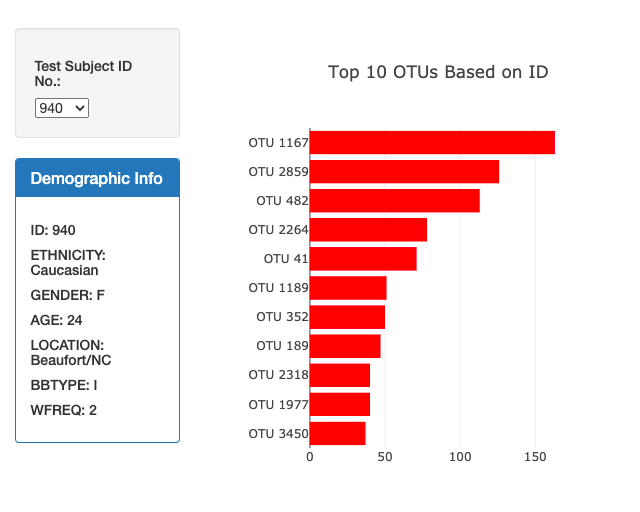 Test Subject ID
No.:
940
Demographic Info
ID: 940
ETHNICITY:
Caucasian
GENDER: F
AGE: 24
LOCATION:
Beaufort/NC
BBTYPE: I
WFREQ: 2
Top 10 OTUs Based on ID
OTU 1167
OTU 2859
OTU 482
OTU 2264
OTU 41
OTU 1189
OTU 352
OTU 189
OTU 2318
OTU 1977
OTU 3450
0 50 100 150